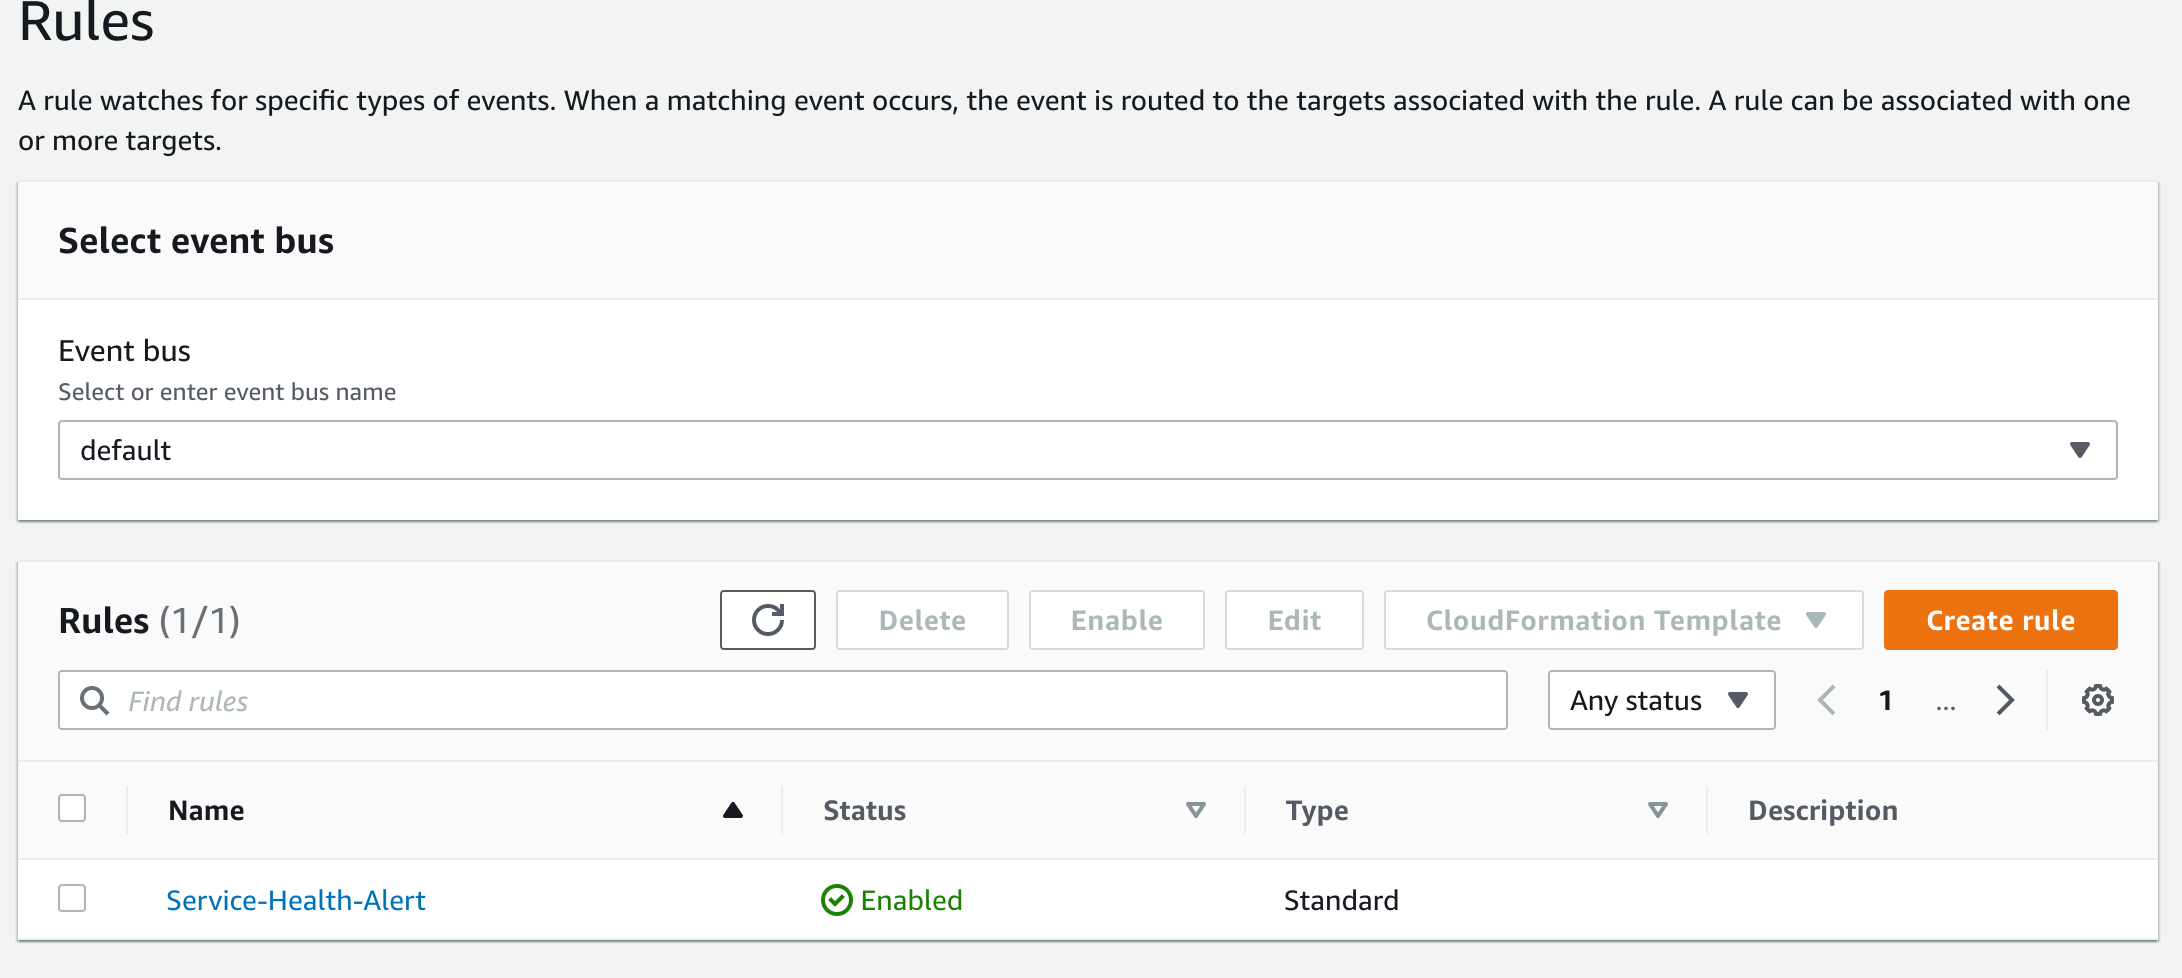 Rules
A rule watches for specific types of events. When a matching event occurs, the event is routed to the targets associated with the rule. A rule can be associated with one
or more targets.
Select event bus
Event bus
Select or enter event bus name
default
Rules (1/1)
Delete
Enable
Edit
CloudFormation Template
Create rule
Find rules
Any status
1
...
Name
Status
Type
Description
Service-Health-Alert
Enabled
Standard